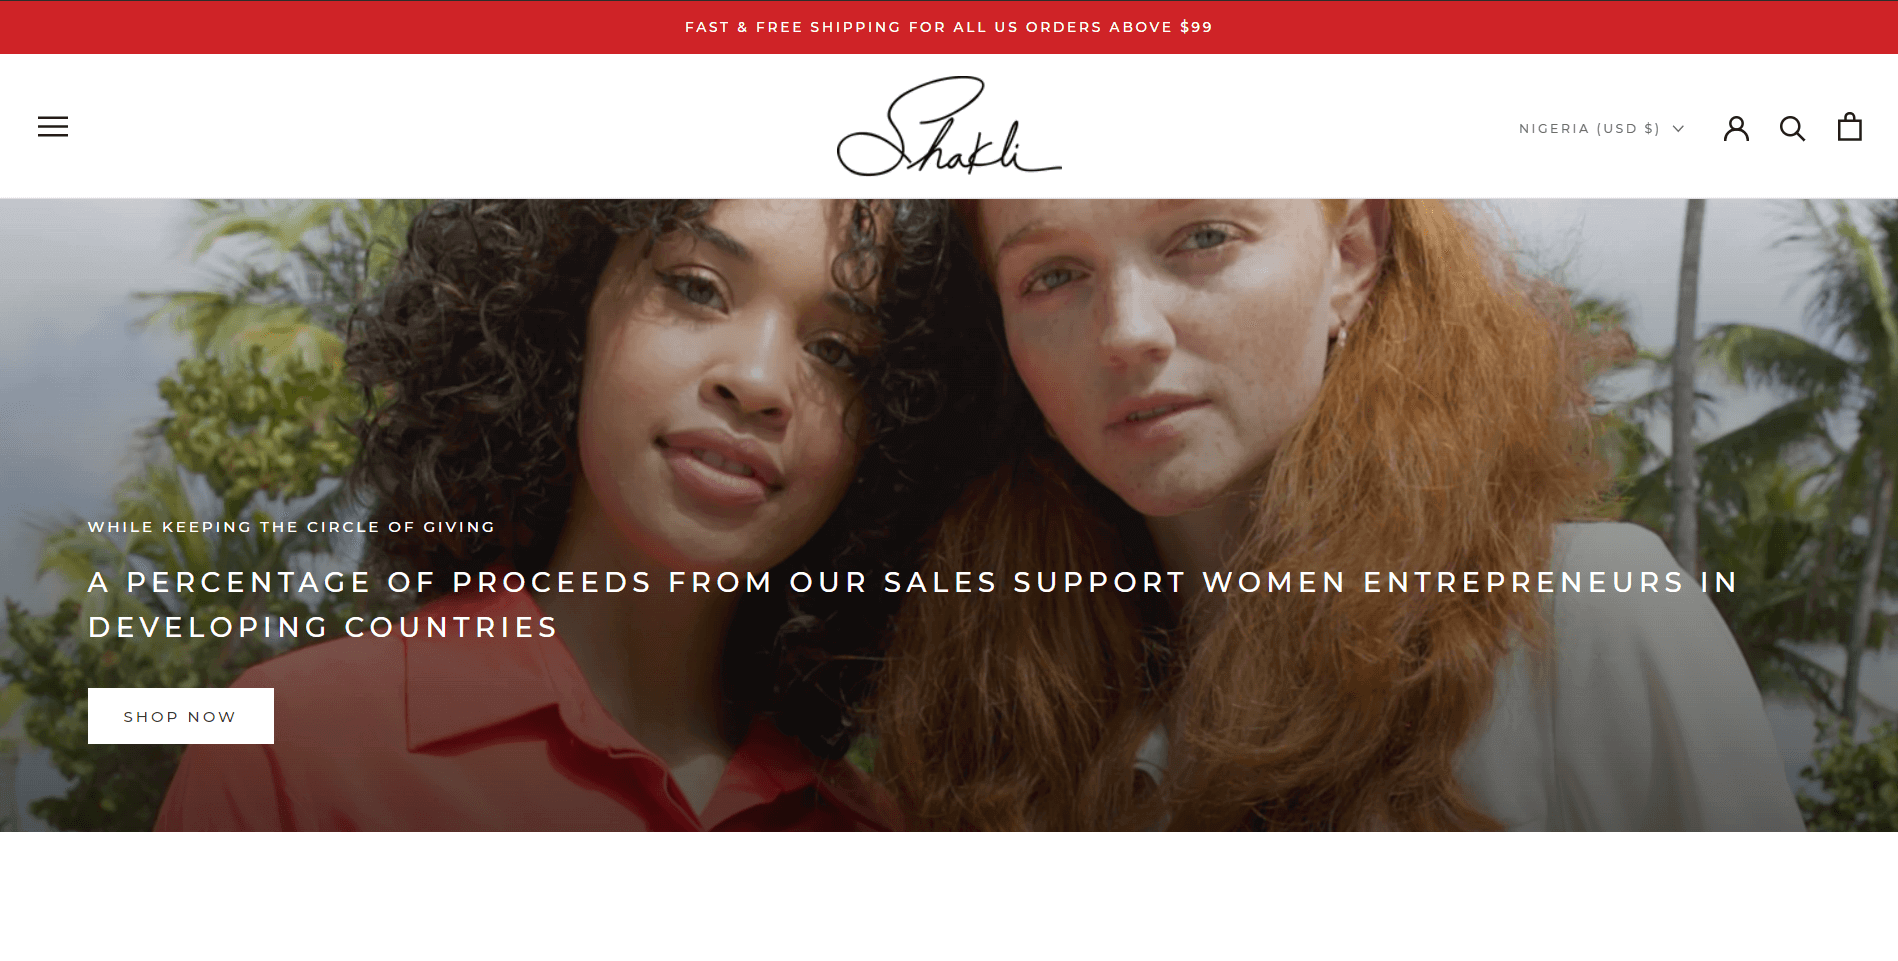 FAST & FREE SHIPPING FOR ALL US ORDERS ABOVE $99
Shakli
NIGERIA (USD $)
WHILE KEEPING THE CIRCLE OF GIVING
A PERCENTAGE OF PROCEEDS FROM OUR SALES SUPPORT WOMEN ENTREPRENEURS IN
DEVELOPING COUNTRIES
SHOP NOW